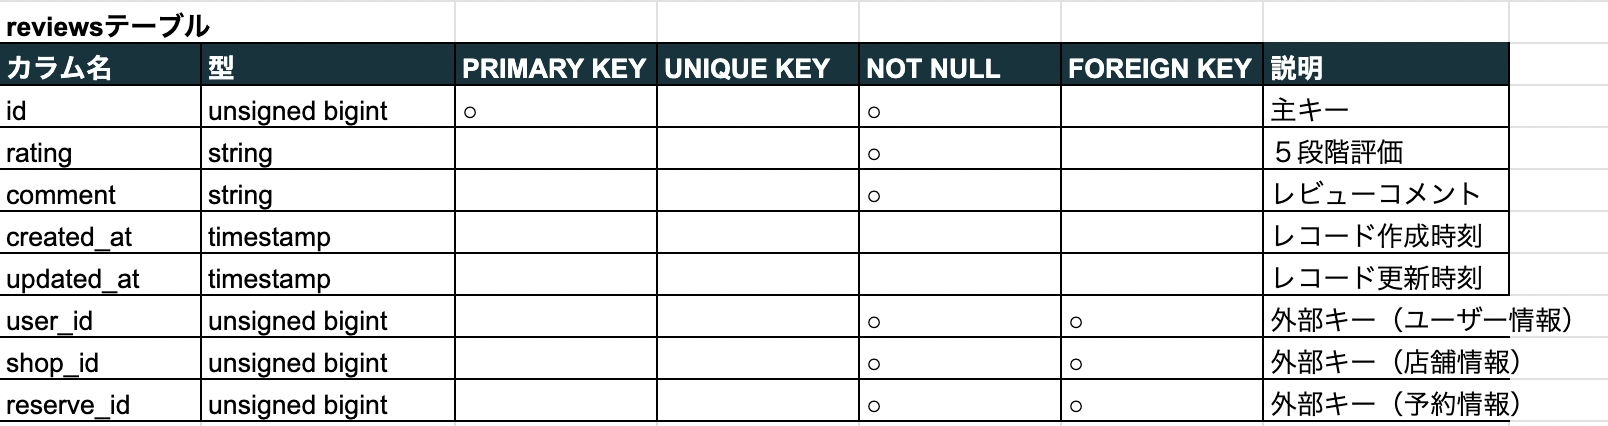 reviewsテーブル
カラム名 型 PRIMARY KEY UNIQUE KEY NOT NULL FOREIGN KEY 説明
id unsigned bigint ○ ○ 主キー
rating string ○ ５段階評価
comment string ○ レビューコメント
created_at timestamp レコード作成時刻
updated_at timestamp レコード更新時刻
user_id unsigned bigint ○ ○ 外部キー（ユーザー情報）
shop_id unsigned bigint ○ ○ 外部キー（店舗情報）
reserve_id unsigned bigint ○ ○ 外部キー（予約情報）